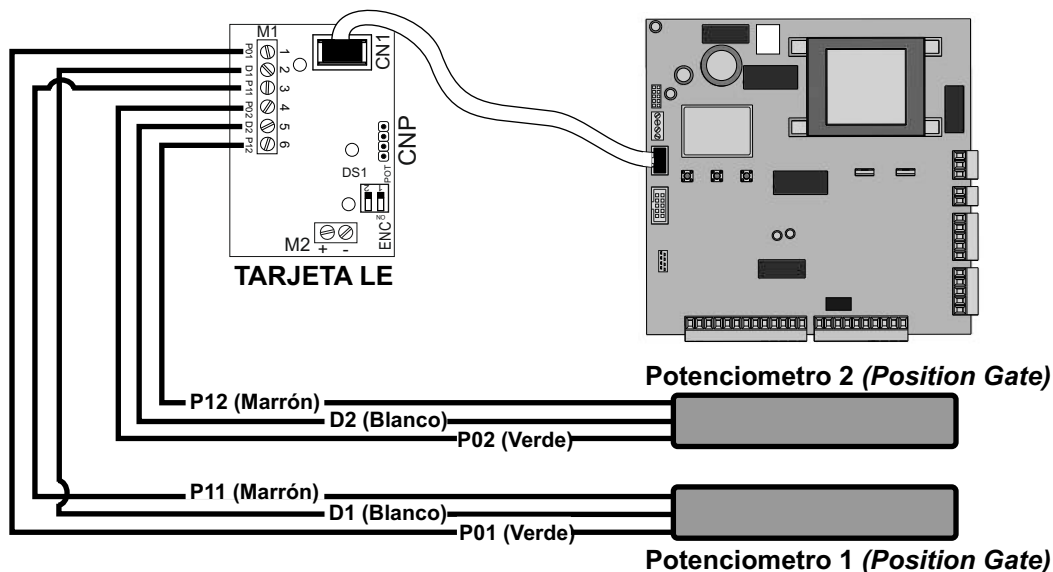 M1
CN1
P01 1
D1 2
P11 3
P02 4
D2 5
P12 6
CNP
POT
DS1
2 1
ON
ENC
M2
+ -
TARJETA LE
Potenciometro 2 (Position Gate)
P12 (Marrón)
D2 (Blanco)
P02 (Verde)
P11 (Marrón)
D1 (Blanco)
P01 (Verde)
Potenciometro 1 (Position Gate)